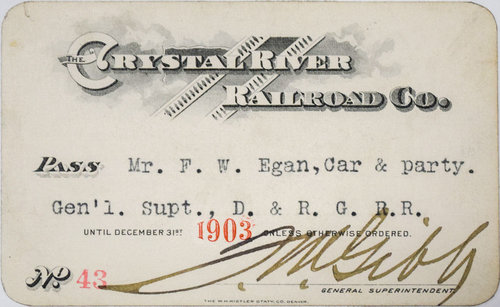 THE CRYSTAL RIVER
RAILROAD CO.
PASS Mr. F. W. Egan, Car & party.
Gen'l. Supt., D. & R. G. R.R.
UNTIL DECEMBER 31ST 1903 UNLESS OTHERWISE ORDERED.
No 43
GENERAL SUPERINTENDENT.
THE W.H. KISTLER STAT'Y. CO. DENVER.